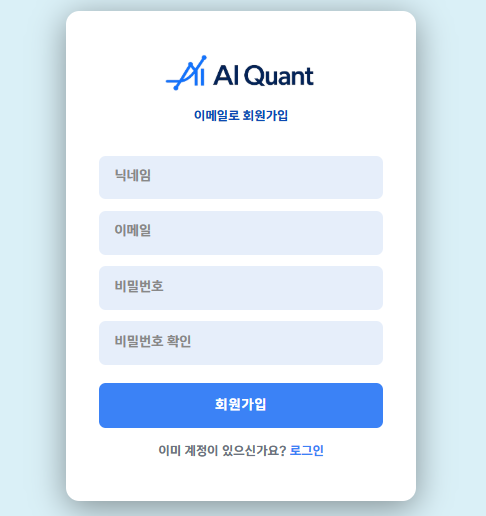 AI Quant
이메일로 회원가입
닉네임
이메일
비밀번호
비밀번호 확인
회원가입
이미 계정이 있으신가요? 로그인